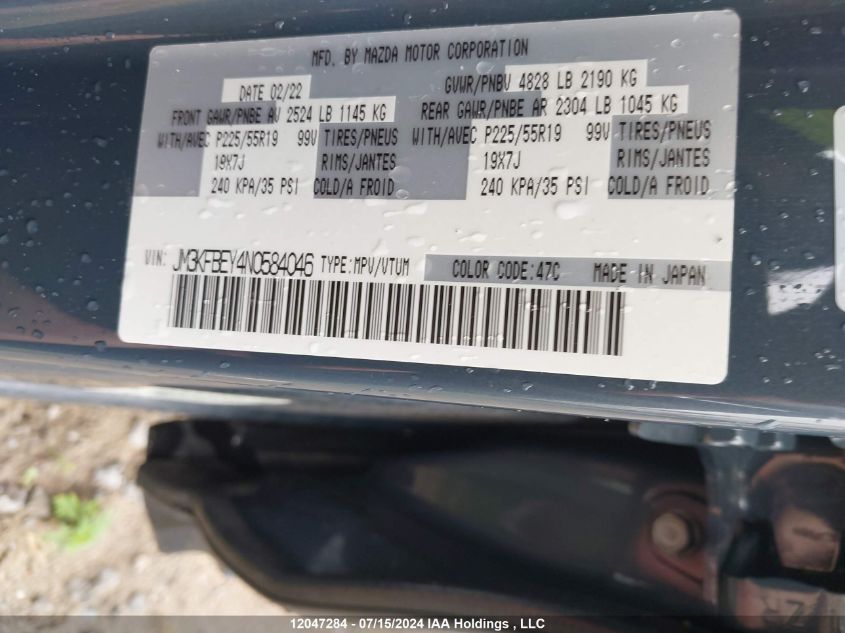 MFD. BY MAZDA MOTOR CORPORATION
DATE 02/22 GVWR/PNBV 4828 LB 2190 KG
FRONT GAWR/PNBE AV 2524 LB 1145 KG REAR GAWR/PNBE AR 2304 LB 1045 KG
WITH/AVEC P225/55R19 99V TIRES/PNEUS WITH/AVEC P225/55R19 99V TIRES/PNEUS
19X7J RIMS/JANTES 19X7J RIMS/JANTES
240 KPA/35 PSI COLD/A FROID 240 KPA/35 PSI COLD/A FROID
VIN: JM3KFBEY4N0584046 TYPE:MPV/VTUM COLOR CODE:47C MADE IN JAPAN
12047284 - 07/15/2024 IAA Holdings , LLC